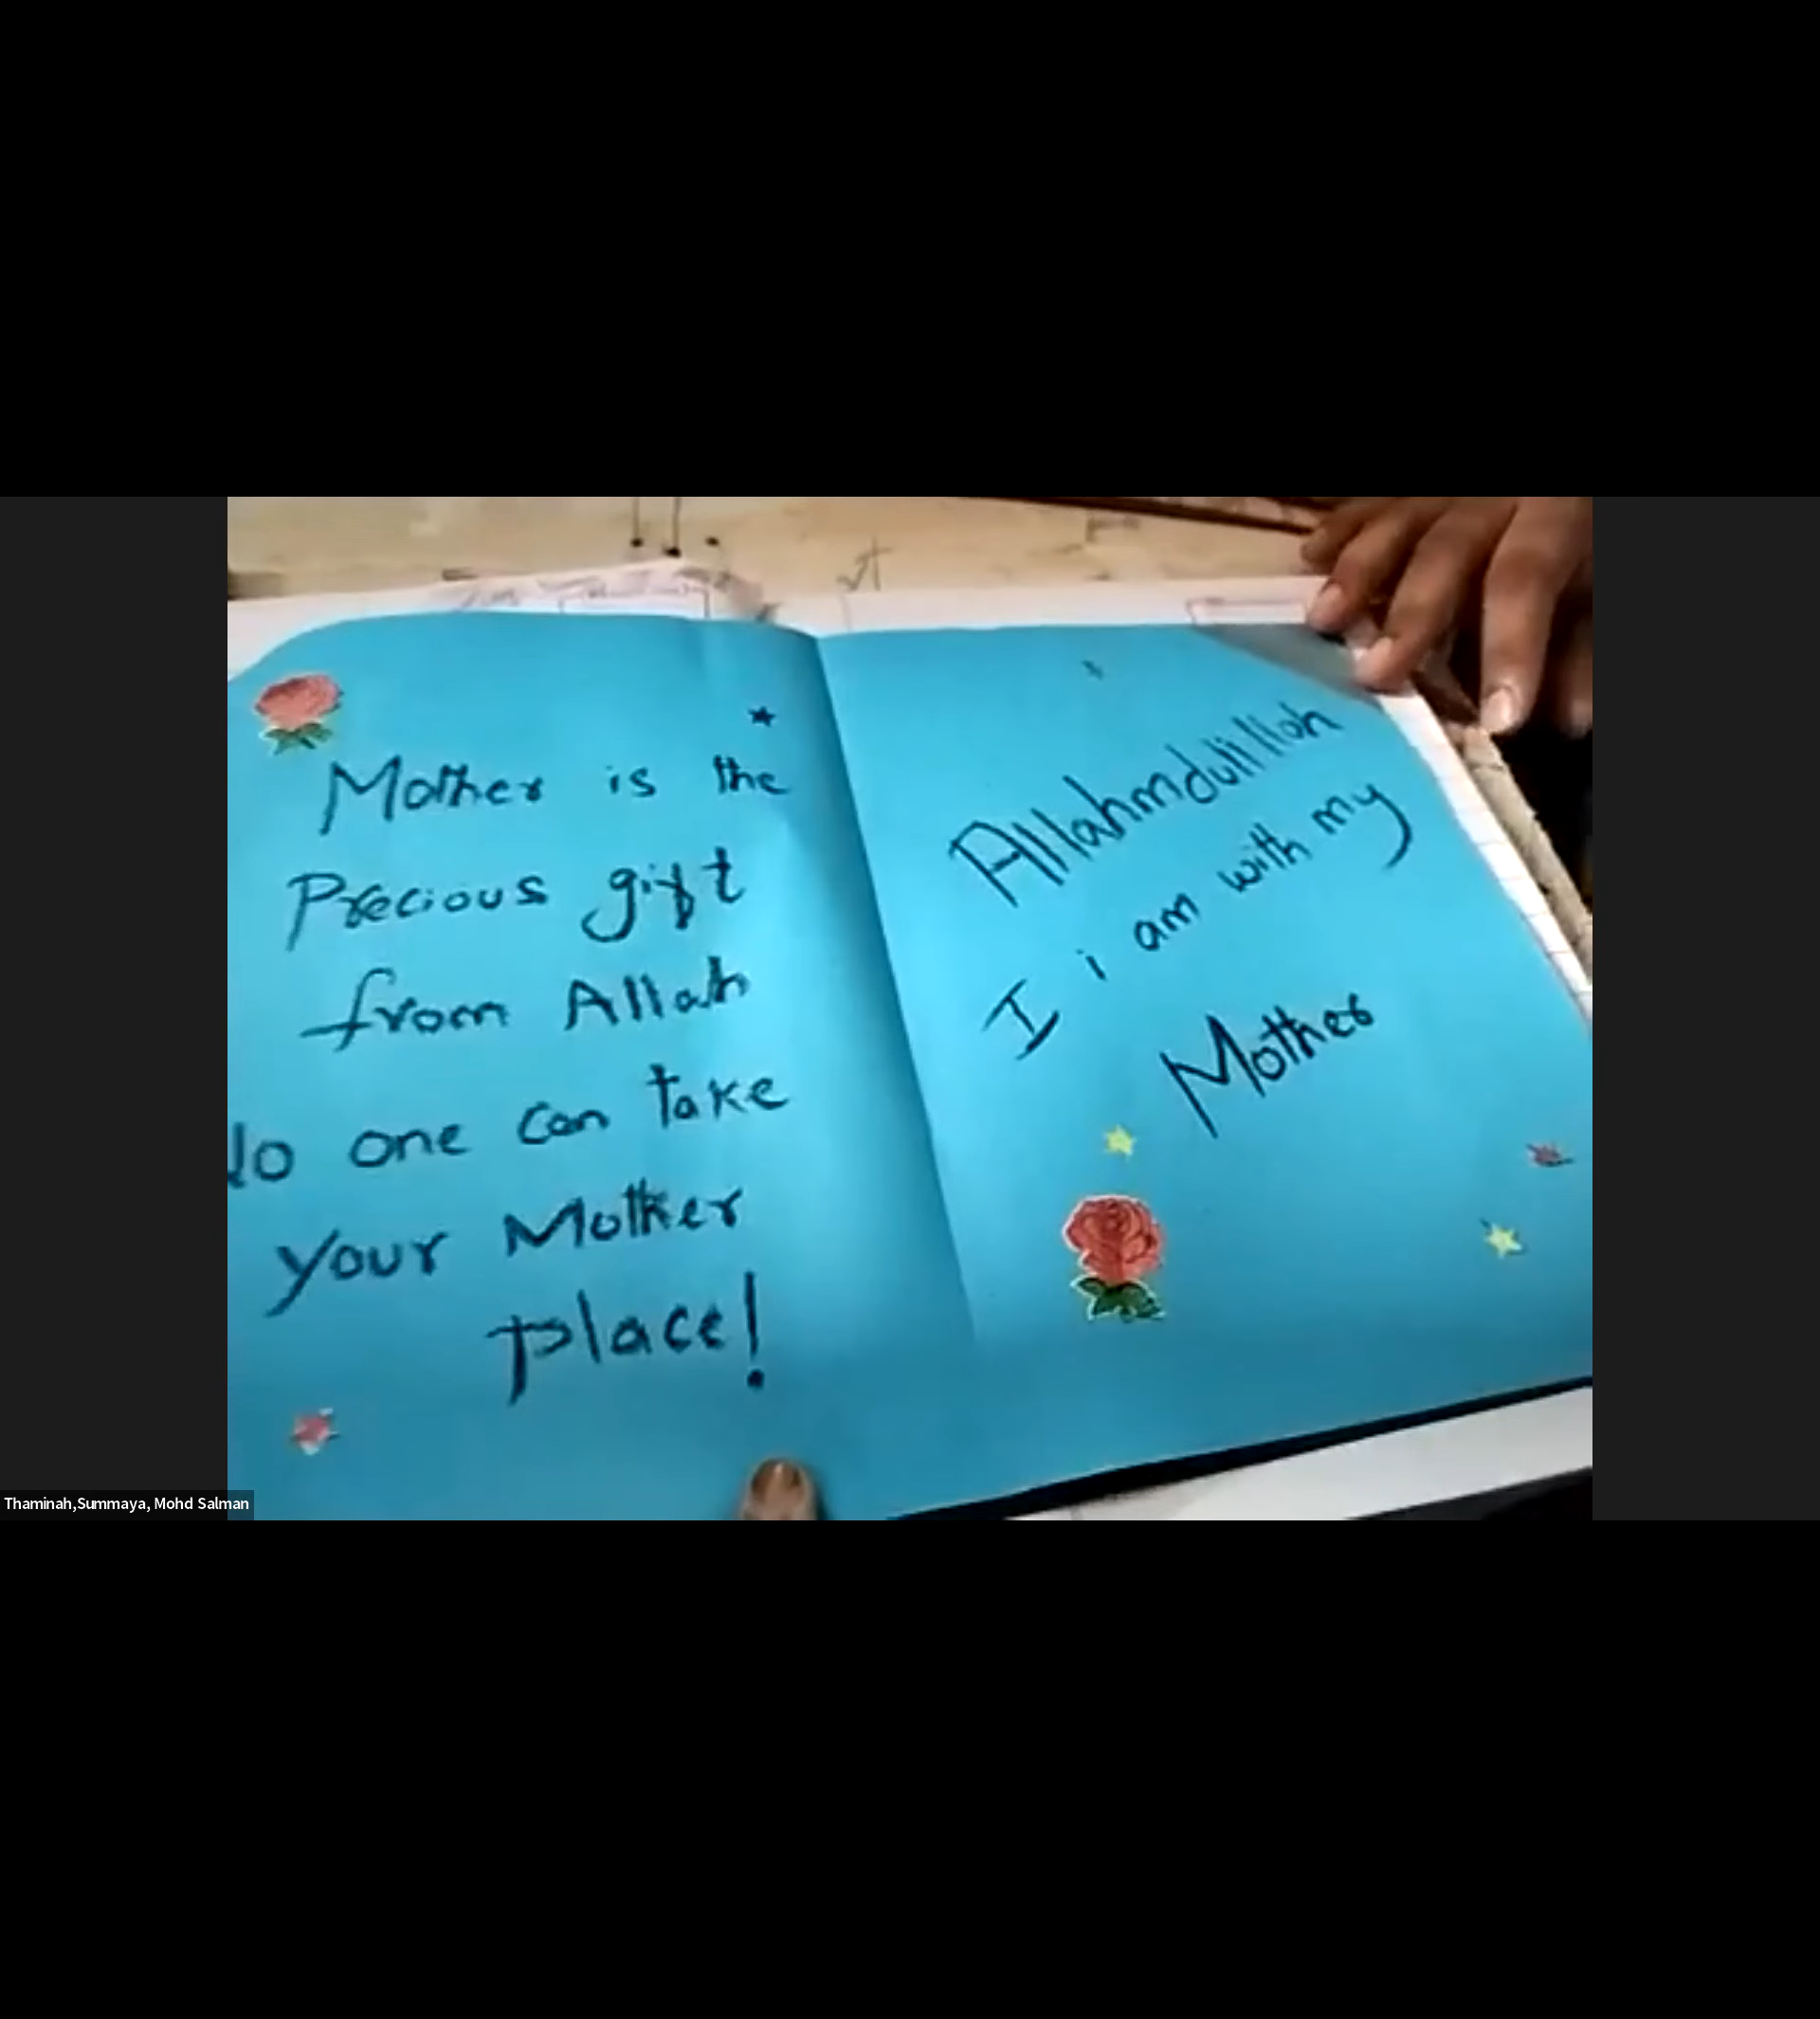 Mother is the
Precious gift
from Allah
No one can take
your Mother
place!
Allahmdulillah
I i am with my
Mother
Thaminah,Summaya, Mohd Salman